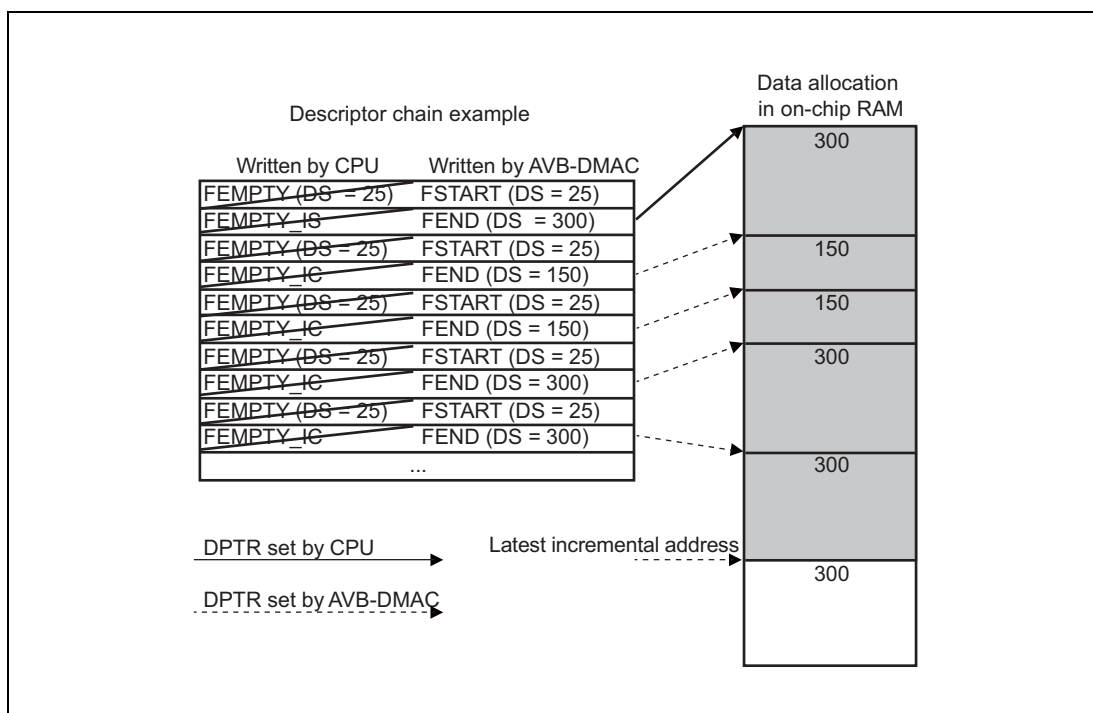 Data allocation
in on-chip RAM
Descriptor chain example
Written by CPU Written by AVB-DMAC
FEMPTY (DS = 25) FSTART (DS = 25)
FEMPTY_IS FEND (DS = 300)
FEMPTY (DS = 25) FSTART (DS = 25)
FEMPTY_IC FEND (DS = 150)
FEMPTY (DS = 25) FSTART (DS = 25)
FEMPTY_IC FEND (DS = 150)
FEMPTY (DS = 25) FSTART (DS = 25)
FEMPTY_IC FEND (DS = 300)
FEMPTY (DS = 25) FSTART (DS = 25)
FEMPTY_IC FEND (DS = 300)
...
300
150
150
300
300
300
DPTR set by CPU
Latest incremental address
DPTR set by AVB-DMAC